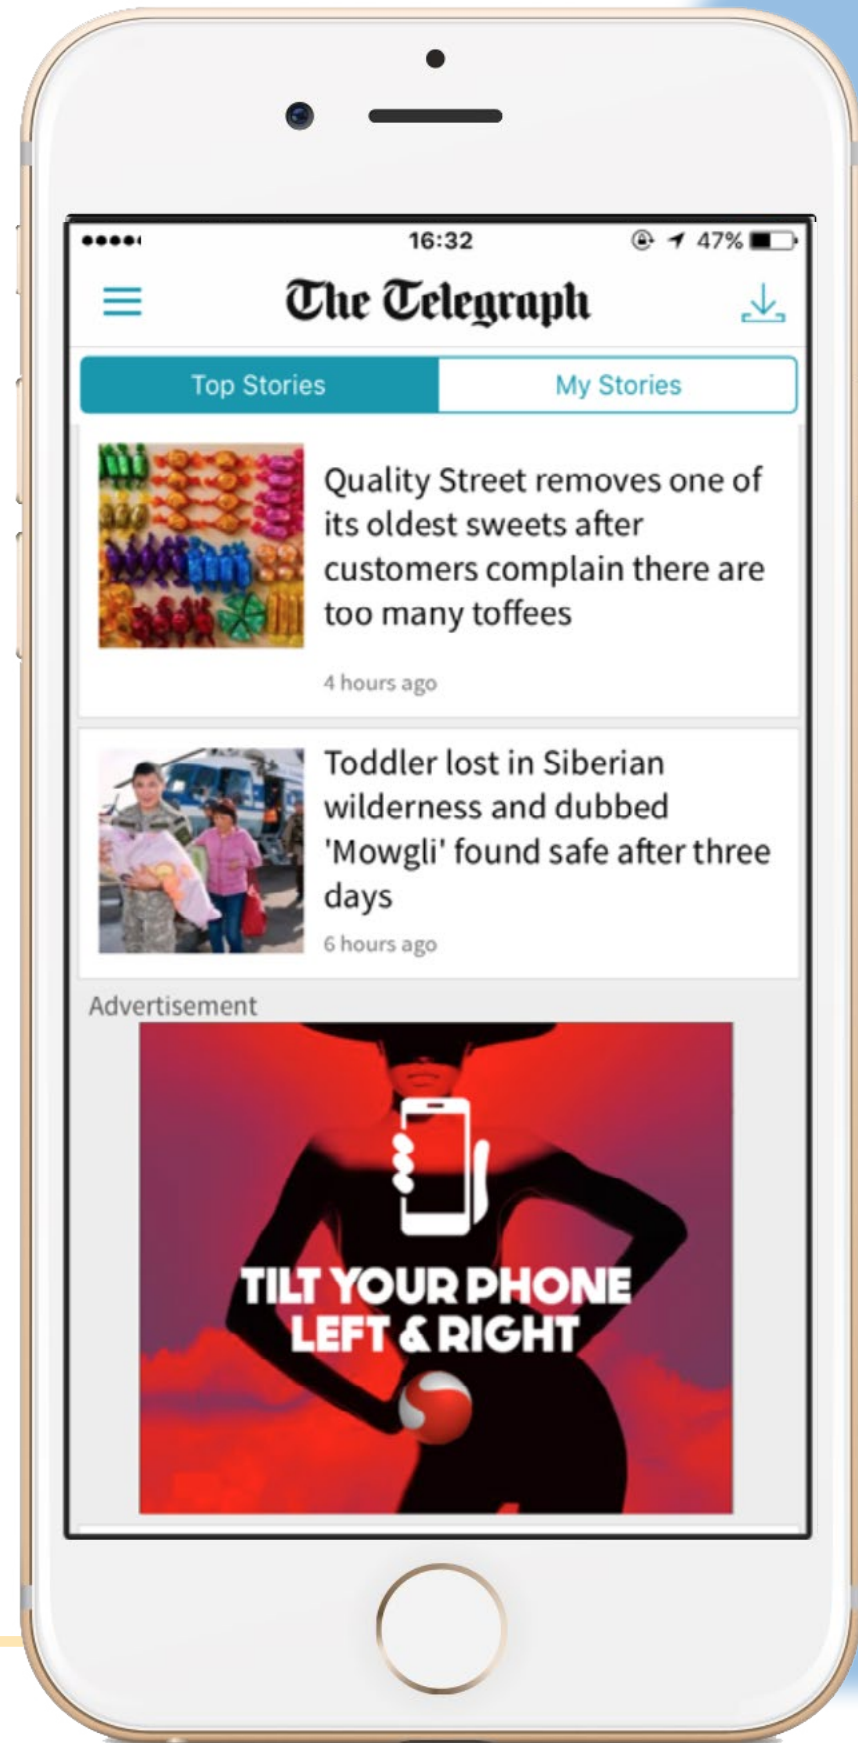 16:32
47%
The Telegraph
Top Stories
My Stories
Quality Street removes one of
its oldest sweets after
customers complain there are
too many toffees
4 hours ago
Toddler lost in Siberian
wilderness and dubbed
'Mowgli' found safe after three
days
6 hours ago
Advertisement
TILT YOUR PHONE
LEFT & RIGHT